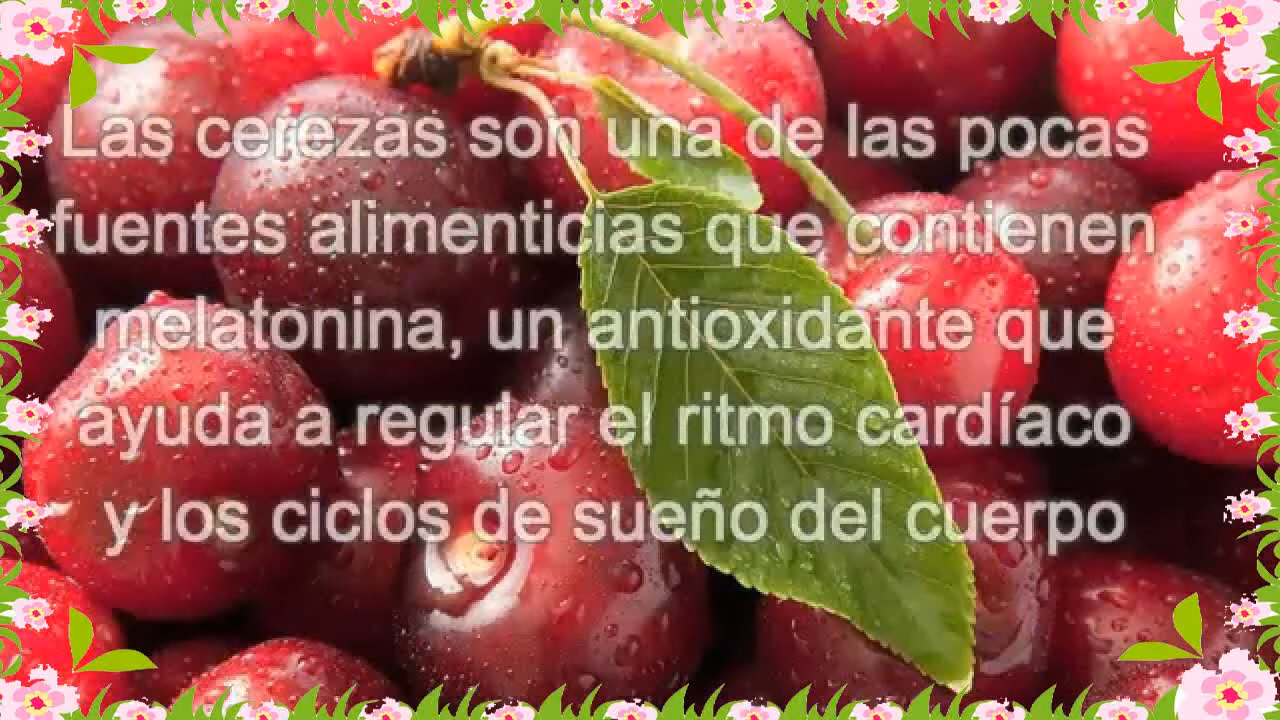 Las cerezas son una de las pocas
fuentes alimenticias que contienen
melatonina, un antioxidante que
ayuda a regular el ritmo cardíaco
y los ciclos de sueño del cuerpo